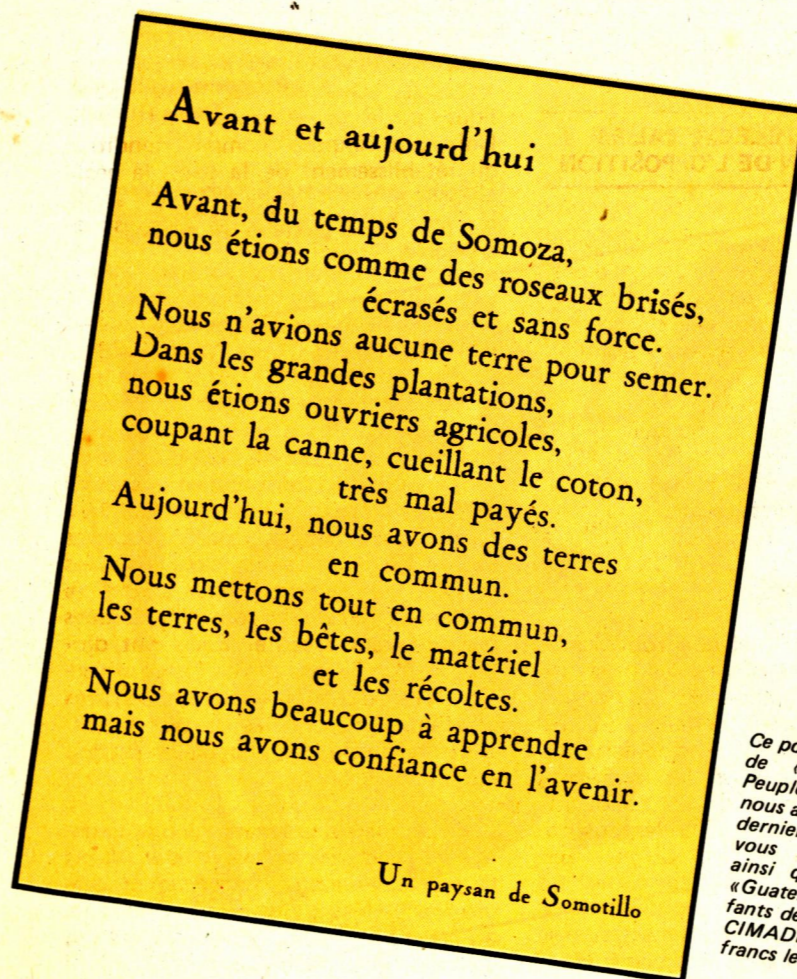 Avant et aujourd'hui
Avant, du temps de Somoza,
nous étions comme des roseaux brisés,
écrasés et sans force.
Nous n'avions aucune terre pour semer.
Dans les grandes plantations,
nous étions ouvriers agricoles,
coupant la canne, cueillant le coton,
très mal payés.
Aujourd'hui, nous avons des terres
en commun.
Nous mettons tout en commun,
les terres, les bêtes, le matériel
et les récoltes.
Nous avons beaucoup à apprendre
mais nous avons confiance en l'avenir.
Un paysan de Somotillo
Ce
de «
Peupl
nous
dernie
vous
ainsi
«Guate
fants de
CIMAD
francs le